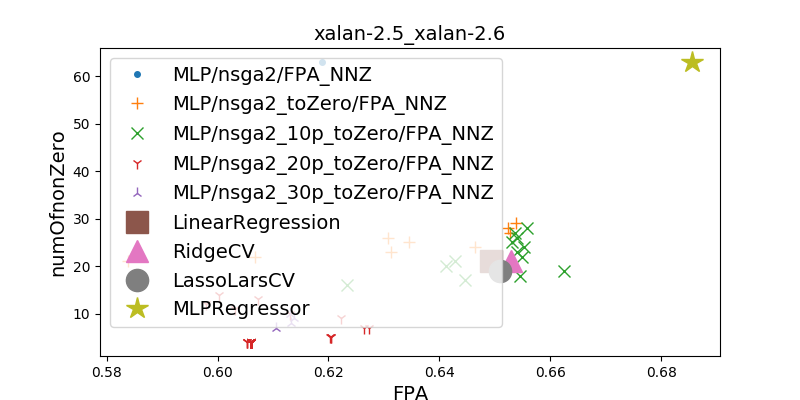 xalan-2.5_xalan-2.6
numOfnonZero
60
50
40
30
20
10
MLP/nsga2/FPA_NNZ
MLP/nsga2_toZero/FPA_NNZ
MLP/nsga2_10p_toZero/FPA_NNZ
MLP/nsga2_20p_toZero/FPA_NNZ
MLP/nsga2_30p_toZero/FPA_NNZ
LinearRegression
RidgeCV
LassoLarsCV
MLPRegressor
0.58 0.60 0.62 0.64 0.66 0.68
FPA